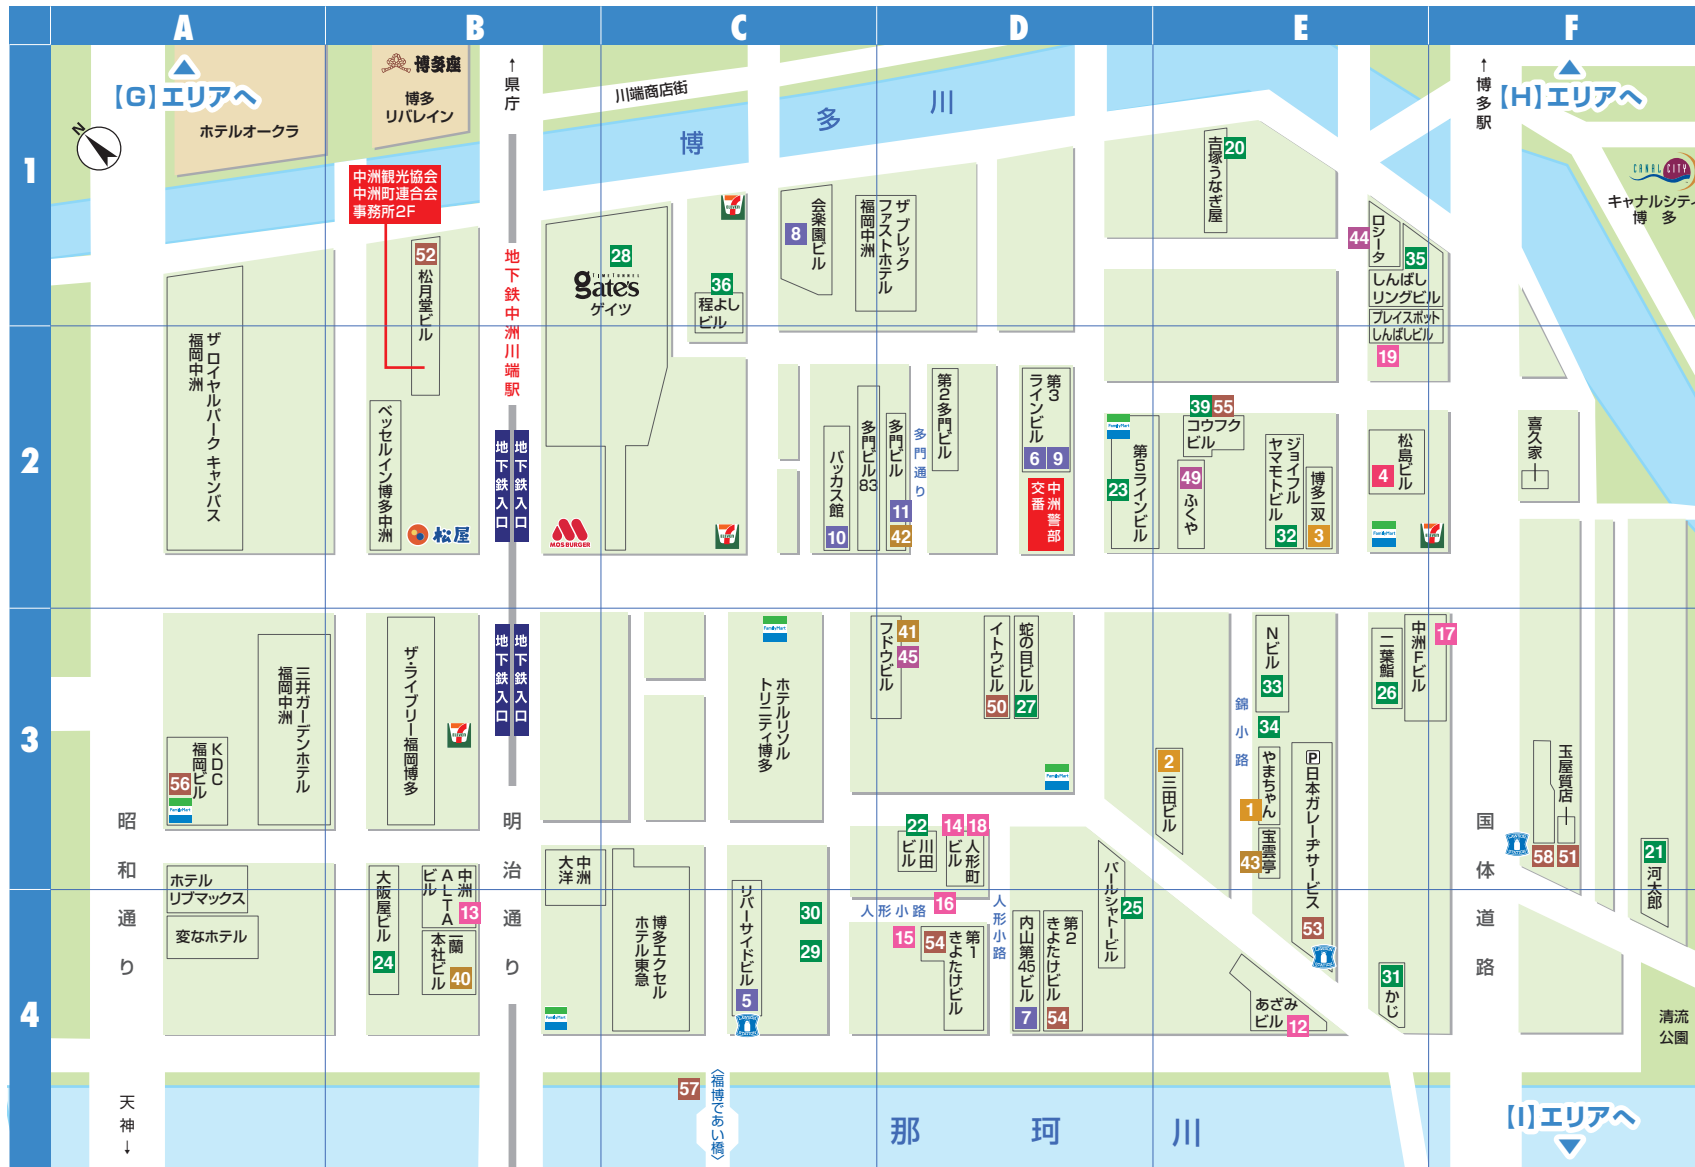 A
B
C
D
E
F
1
2
3
4
【G】エリアへ
N
ホテルオークラ
博多座
博多
リバレイン
↑県庁
川端商店街
博多川
↑博多駅
【H】エリアへ
CANAL CITY
キャナルシティ
博多
中洲観光協会
中洲町連合会
事務所2F
52
松月堂ビル
地下鉄中洲川端駅
28
TIME TUNNEL
gate's
ゲイツ
36
程よし
ビル
8
会楽園ビル
ザ ブレック
ファストホテル
福岡中洲
20
吉塚うなぎ屋
44
ロシータ
35
しんばし
リングビル
プレイスポット
しんばしビル
19
ザ ロイヤルパーク キャンバス
福岡中洲
ベッセルイン博多中洲
松屋
地下鉄入口
地下鉄入口
MOS BURGER
バッカス館
10
多門ビル83
多門ビル
11
42
多門通り
第2多門ビル
第3
ラインビル
6
9
中洲警部
交番
FamilyMart
23
第5ラインビル
39
55
コウフク
ビル
49
ふくや
ジョイフル
ヤマモトビル
32
博多一双
3
松島ビル
4
FamilyMart
喜久家
三井ガーデンホテル
福岡中洲
KDC
福岡ビル
56
FamilyMart
ザ・ライブリー福岡博多
地下鉄入口
地下鉄入口
FamilyMart
ホテルリソル
トリニティ博多
フドウビル
41
45
イトウビル
50
蛇の目ビル
27
FamilyMart
Nビル
33
34
錦小路
2
三田ビル
やまちゃん
1
宝雲亭
43
P日本ガレーヂサービス
53
二葉鮨
26
中洲Fビル
17
玉屋質店
58
51
21
河太郎
昭和通り
明治通り
国体道路
ホテル
リブマックス
変なホテル
大阪屋ビル
24
中洲
ALTA
ビル
13
一蘭
本社ビル
40
中洲
大洋
FamilyMart
博多エクセル
ホテル東急
リバーサイドビル
5
30
29
22
川田
ビル
14
18
人形町
ビル
人形小路
16
15
54
第1
きよたけビル
人形小路
内山第45ビル
7
第2
きよたけビル
54
パールシャトービル
25
あざみ
ビル
12
31
かじ
清流
公園
天神↓
57
〈福博であい橋〉
那珂川
【I】エリアへ